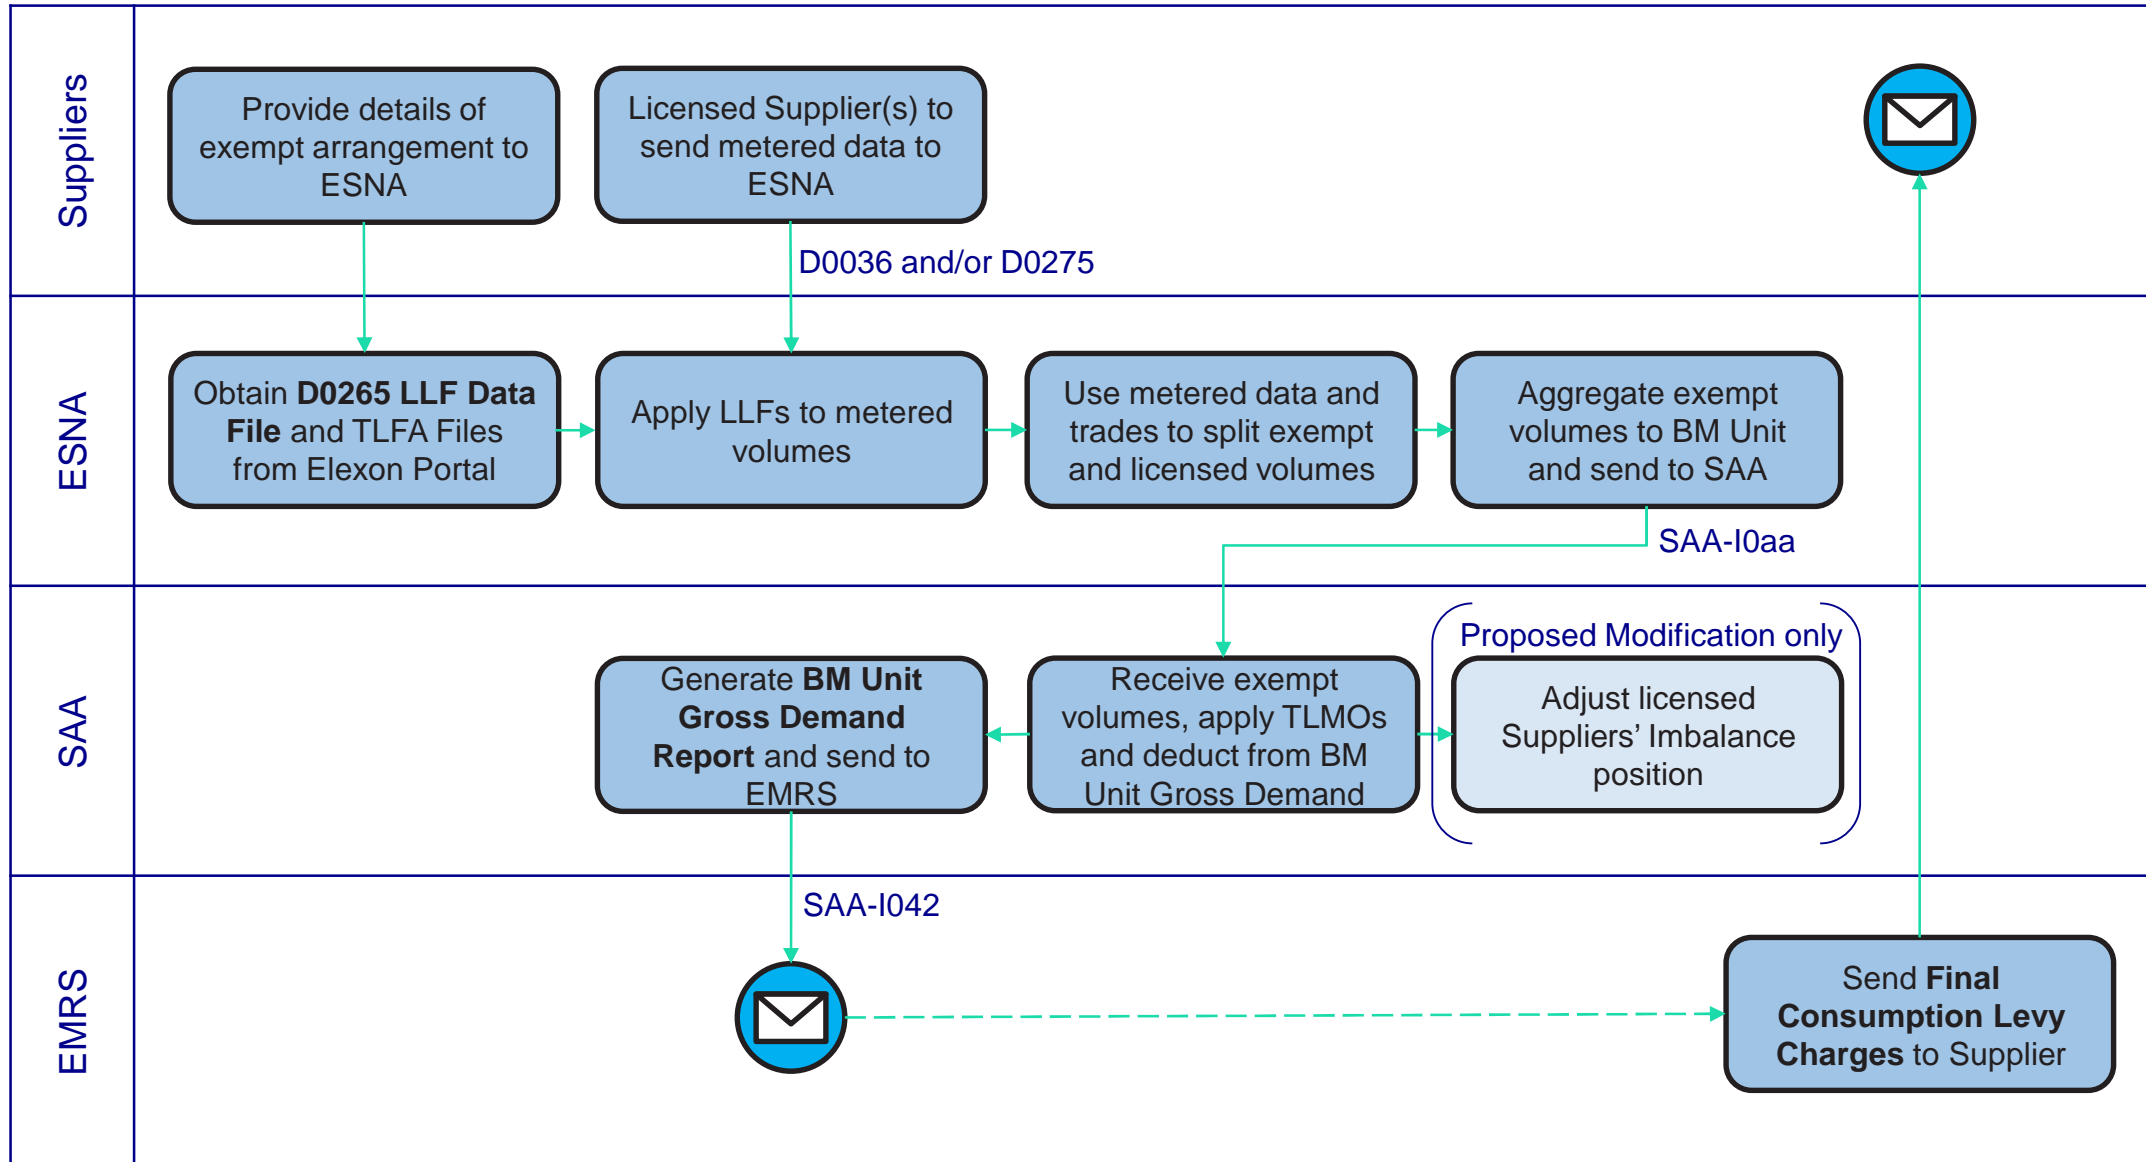 Suppliers
Provide details of
exempt arrangement to
ESNA
Licensed Supplier(s) to
send metered data to
ESNA
D0036 and/or D0275
ESNA
Obtain D0265 LLF Data
File and TLFA Files
from Elexon Portal
Apply LLFs to metered
volumes
Use metered data and
trades to split exempt
and licensed volumes
Aggregate exempt
volumes to BM Unit
and send to SAA
SAA-I0aa
SAA
Generate BM Unit
Gross Demand
Report and send to
EMRS
Receive exempt
volumes, apply TLMOs
and deduct from BM
Unit Gross Demand
Proposed Modification only
Adjust licensed
Suppliers’ Imbalance
position
EMRS
SAA-I042
Send Final
Consumption Levy
Charges to Supplier